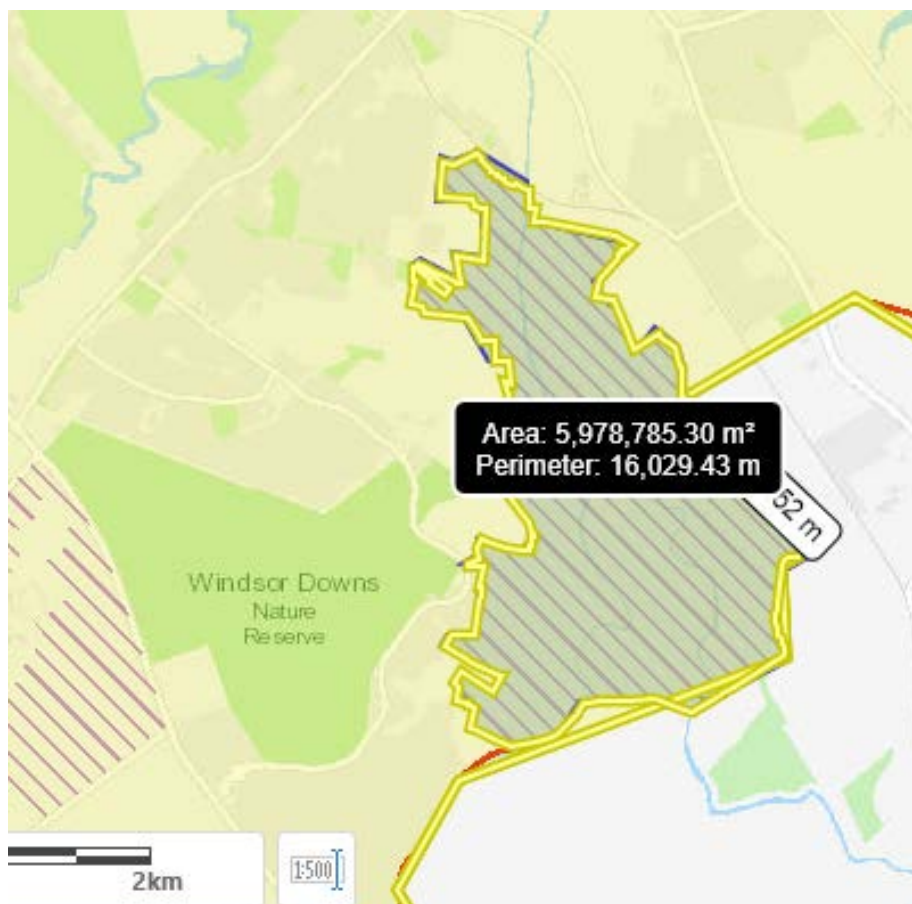 Area: 5,978,785.30 m²
Perimeter: 16,029.43 m
52 m
Windsor Downs
Nature
Reserve
2km
1:500